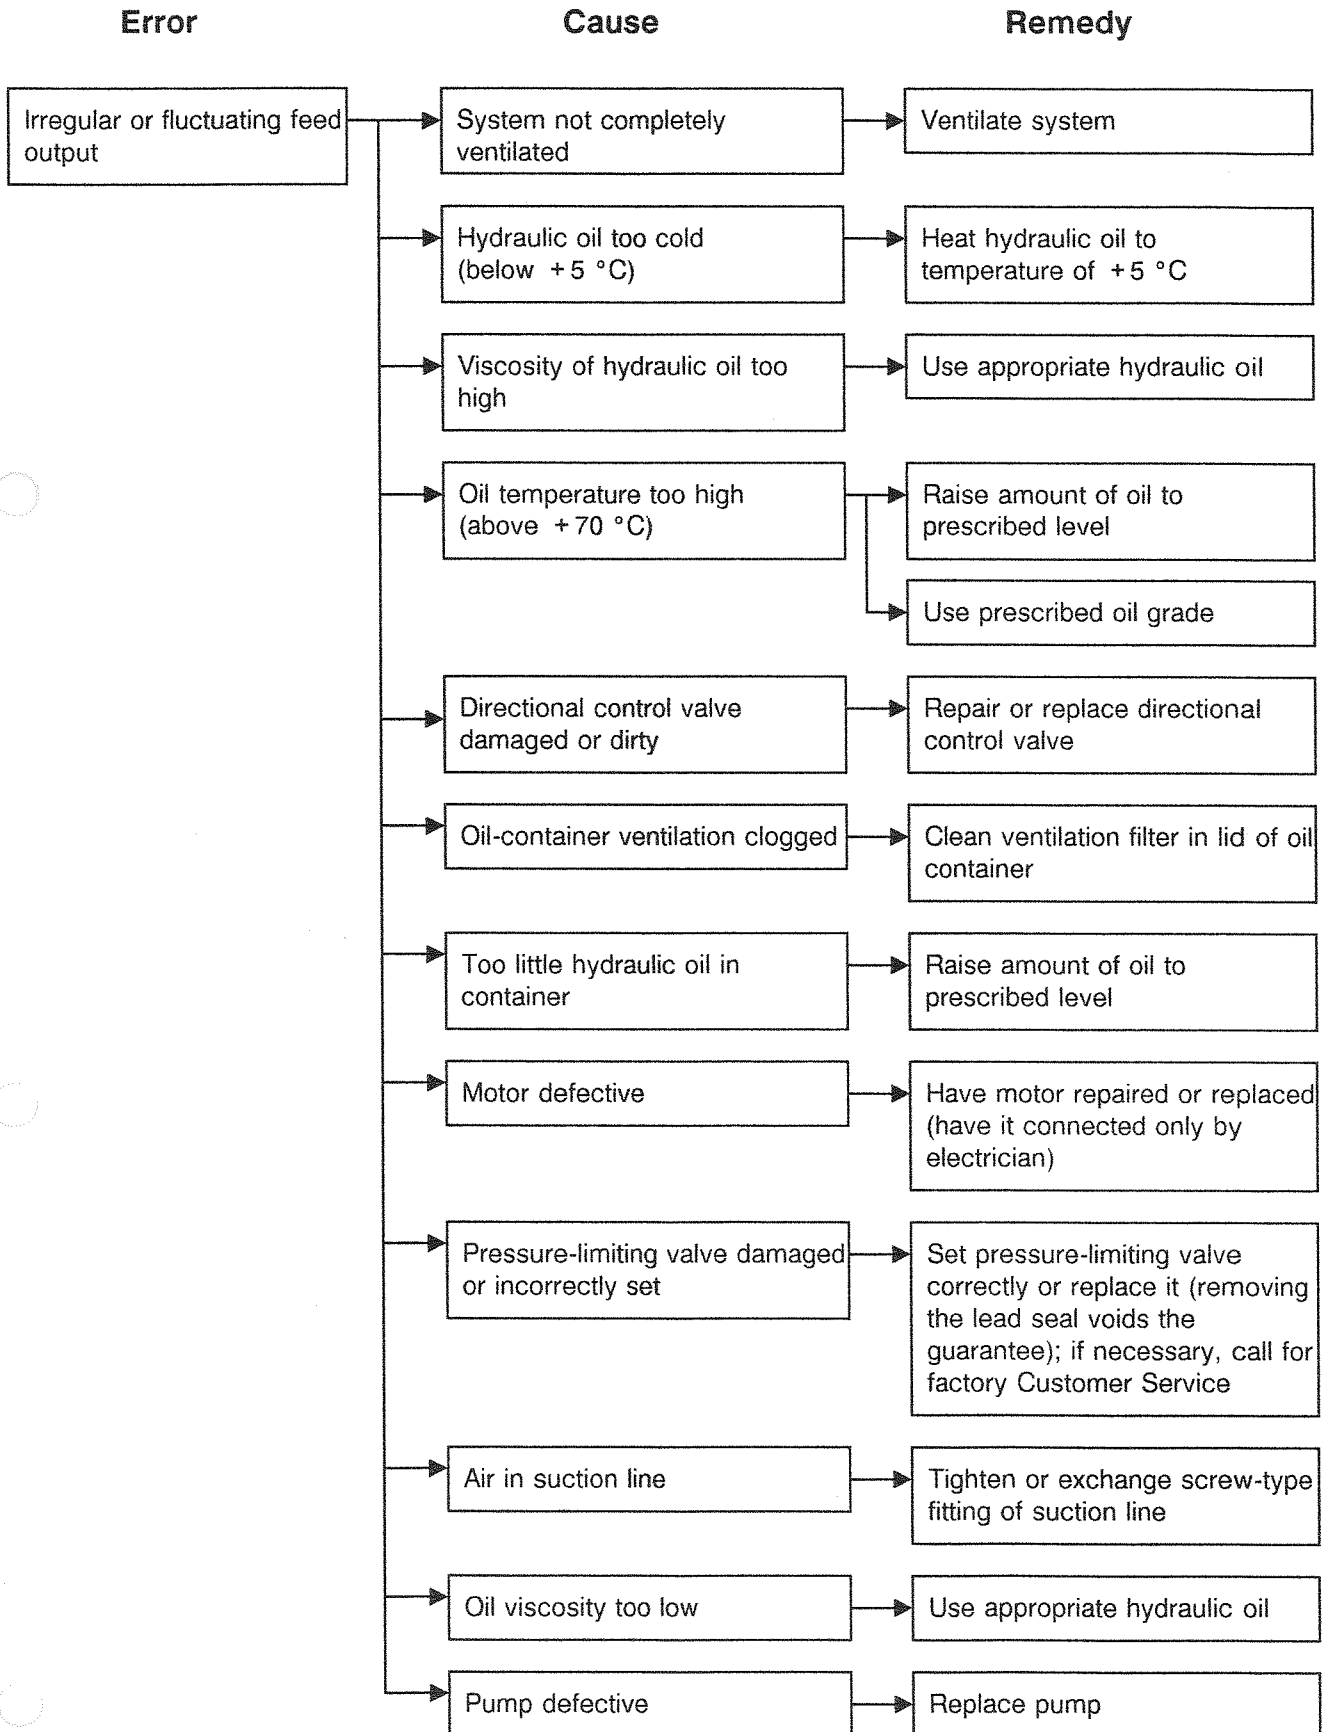 Error
Cause
Remedy
Irregular or fluctuating feed
output
System not completely
ventilated
Ventilate system
Hydraulic oil too cold
(below +5 °C)
Heat hydraulic oil to
temperature of +5 °C
Viscosity of hydraulic oil too
high
Use appropriate hydraulic oil
Oil temperature too high
(above +70 °C)
Raise amount of oil to
prescribed level
Use prescribed oil grade
Directional control valve
damaged or dirty
Repair or replace directional
control valve
Oil-container ventilation clogged
Clean ventilation filter in lid of oil
container
Too little hydraulic oil in
container
Raise amount of oil to
prescribed level
Motor defective
Have motor repaired or replaced
(have it connected only by
electrician)
Pressure-limiting valve damaged
or incorrectly set
Set pressure-limiting valve
correctly or replace it (removing
the lead seal voids the
guarantee); if necessary, call for
factory Customer Service
Air in suction line
Tighten or exchange screw-type
fitting of suction line
Oil viscosity too low
Use appropriate hydraulic oil
Pump defective
Replace pump